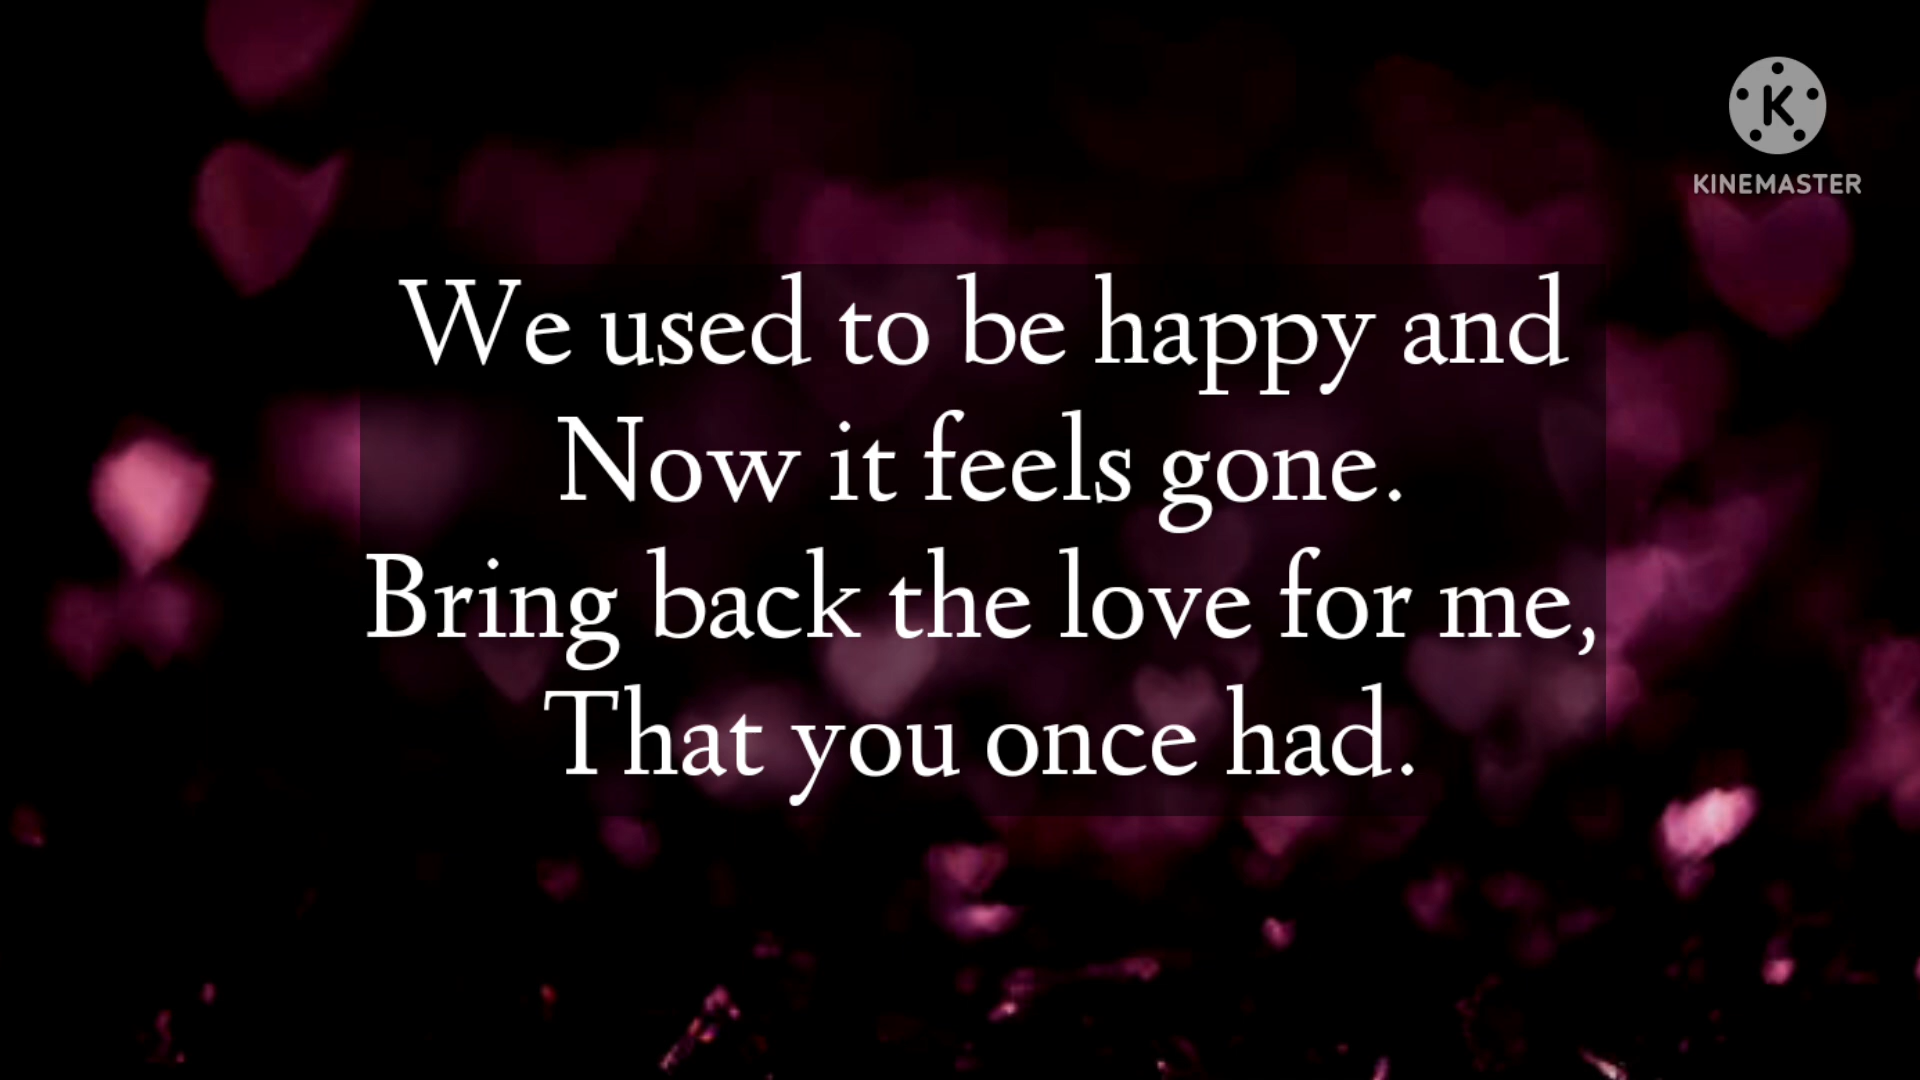 KINEMASTER
We used to be happy and
Now it feels gone.
Bring back the love for me,
That you once had.